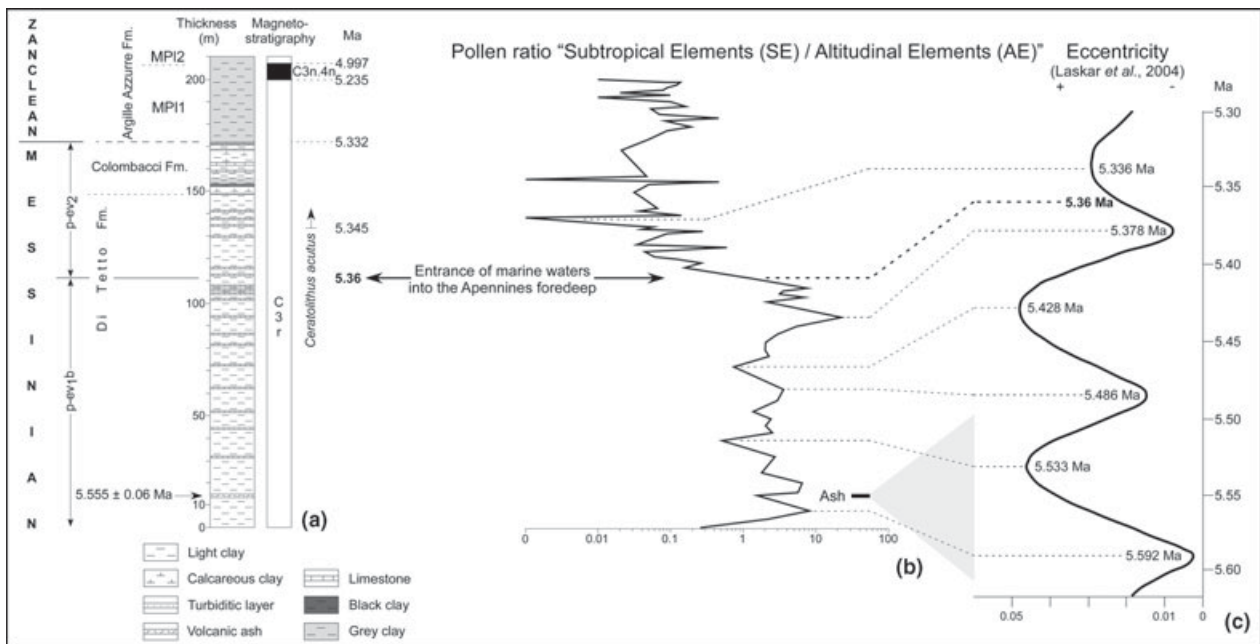 ZANCLEAN
MESSINIAN
Argille Azzurre Fm.
MPI2
MPI1
Colombacci Fm.
Di Tetto Fm.
p-ev2
p-ev1b
5.555 ± 0.06 Ma
Thickness
(m)
200
150
100
50
10
0
Magneto-
stratigraphy
C3n.4n
C3r
(a)
Ma
4.997
5.235
5.332
5.345
5.36
Ceratolithus acutus
Light clay
Calcareous clay
Turbiditic layer
Volcanic ash
Limestone
Black clay
Grey clay
Pollen ratio “Subtropical Elements (SE) / Altitudinal Elements (AE)”
Entrance of marine waters
into the Apennines foredeep
Ash
0 0.01 0.1 1 10 100
(b)
Eccentricity
(Laskar et al., 2004)
+ -
Ma
5.336 Ma
5.36 Ma
5.378 Ma
5.428 Ma
5.486 Ma
5.533 Ma
5.592 Ma
5.30
5.35
5.40
5.45
5.50
5.55
5.60
0.05 0.01
(c)